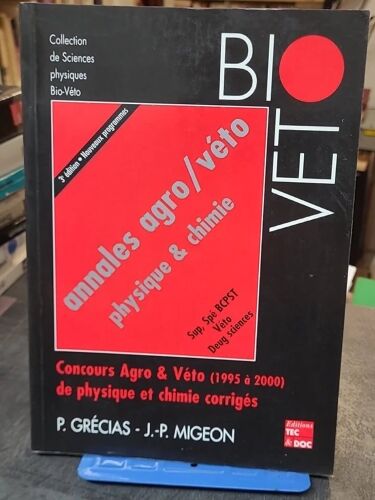 Collection
de Sciences
physiques
Bio-Véto
BIO
VETO
3e édition • Nouveaux programmes
annales agro/véto
physique & chimie
Sup, Spé BCPST
Véto
Deug sciences
Concours Agro & Véto (1995 à 2000)
de physique et chimie corrigés
P. GRÉCIAS - J.-P. MIGEON
Editions
TEC
& DOC